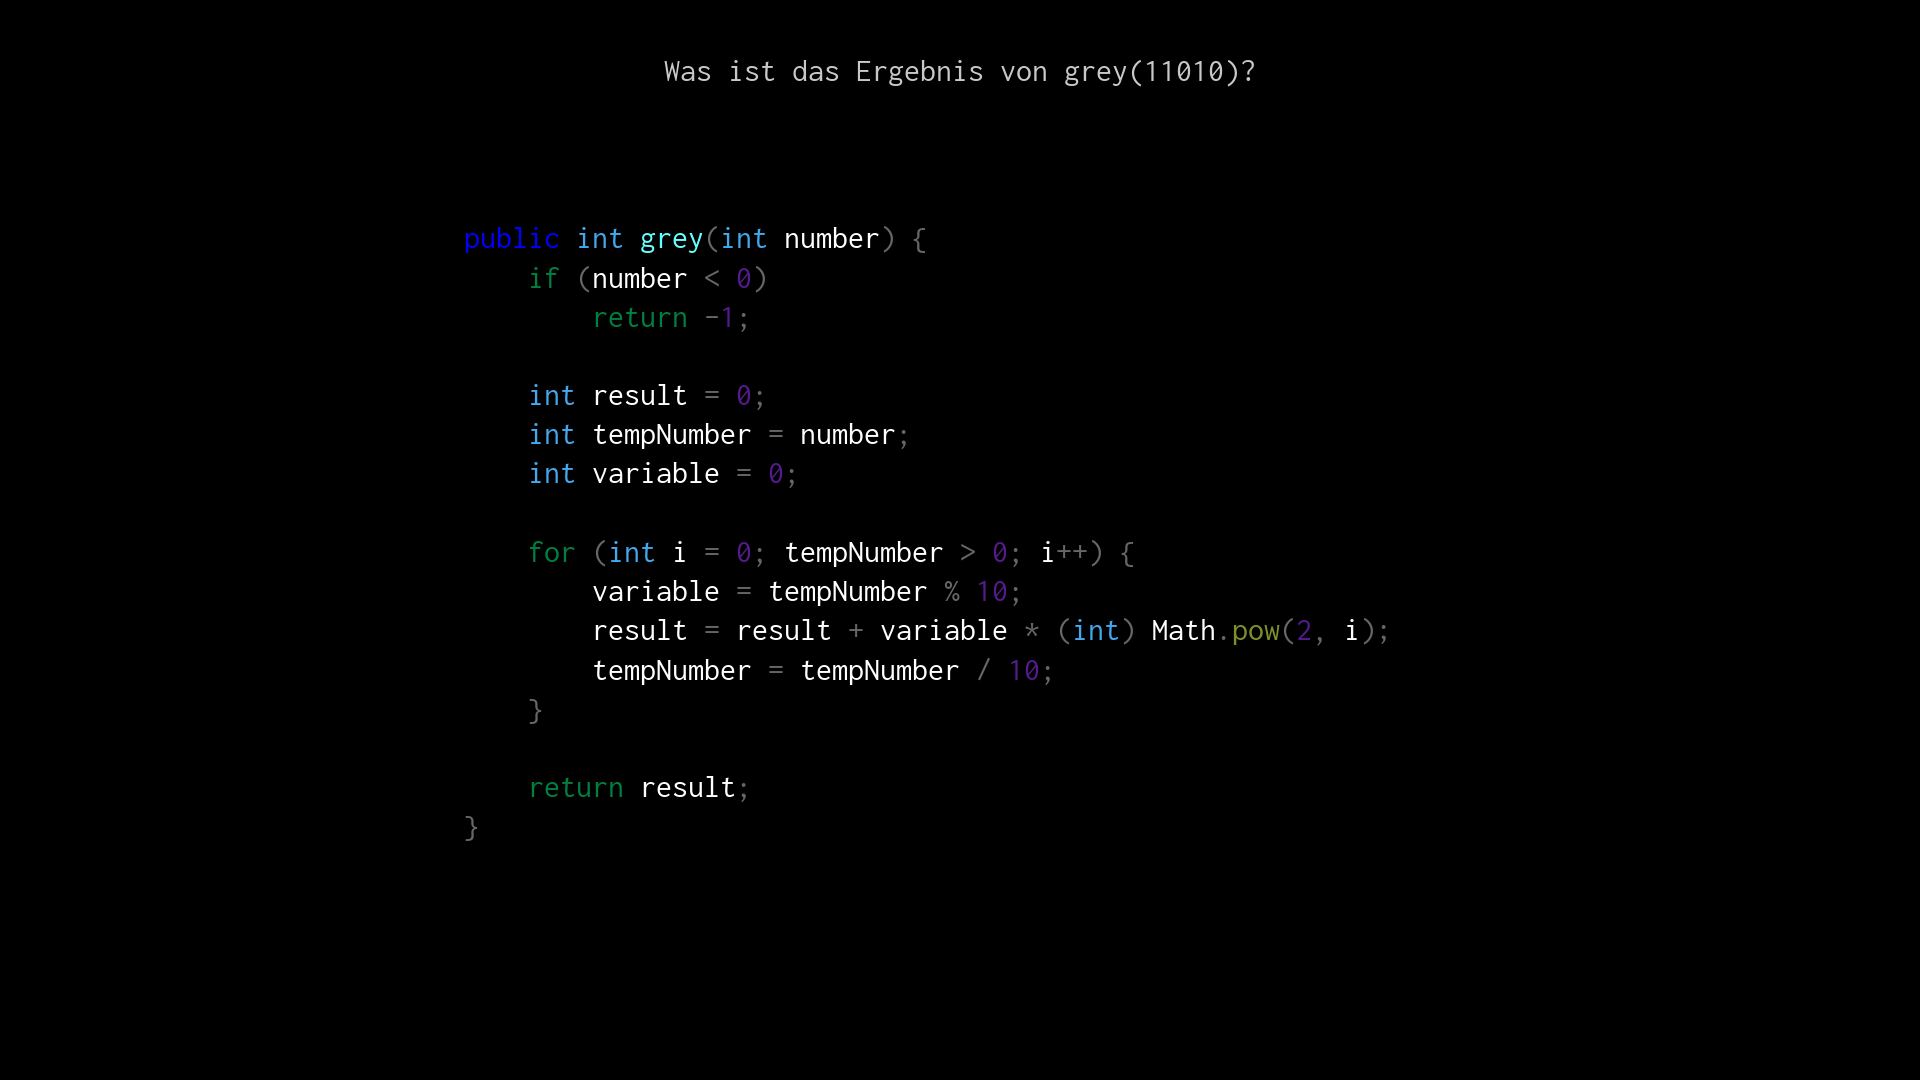 Was ist das Ergebnis von grey(11010)?
public int grey(int number) {
    if (number < 0)
        return -1;

    int result = 0;
    int tempNumber = number;
    int variable = 0;

    for (int i = 0; tempNumber > 0; i++) {
        variable = tempNumber % 10;
        result = result + variable * (int) Math.pow(2, i);
        tempNumber = tempNumber / 10;
    }

    return result;
}